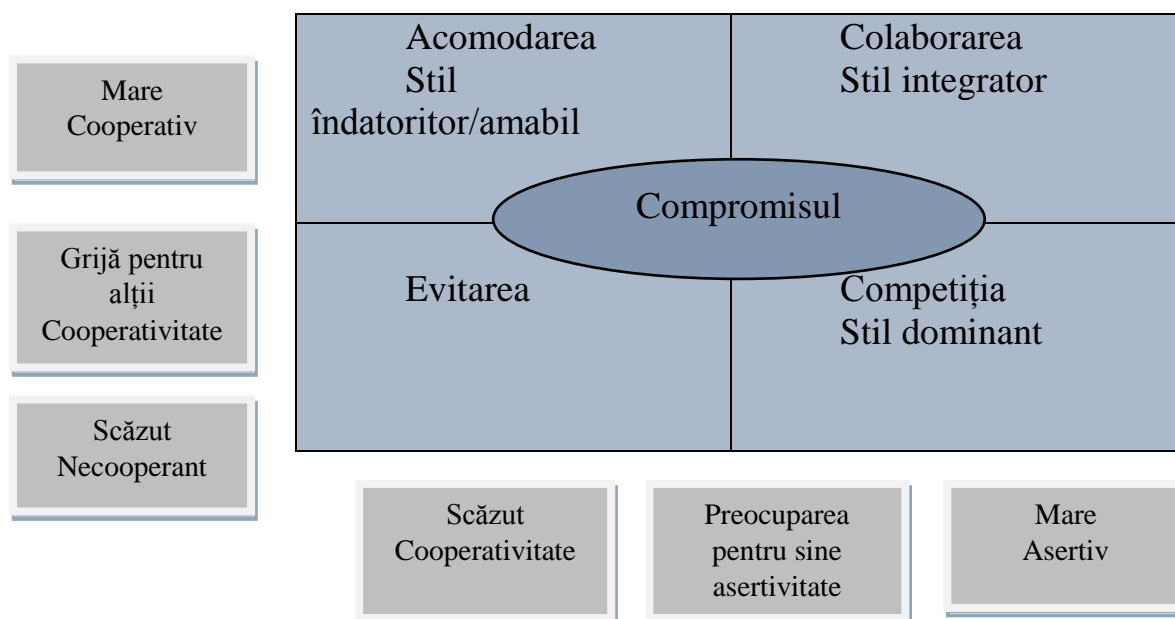 Mare
Cooperativ
Grijă pentru
alții
Cooperativitate
Scăzut
Necooperant
Acomodarea
Stil
îndatoritor/amabil
Colaborarea
Stil integrator
Compromisul
Evitarea
Competiția
Stil dominant
Scăzut
Cooperativitate
Preocuparea
pentru sine
asertivitate
Mare
Asertiv